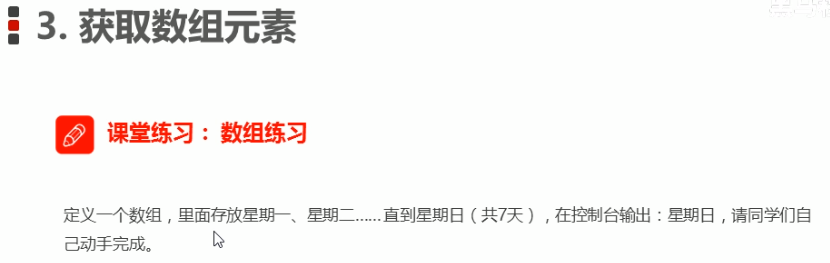 3. 获取数组元素
课堂练习：数组练习
定义一个数组，里面存放星期一、星期二……直到星期日（共7天），在控制台输出：星期日，请同学们自
己动手完成。